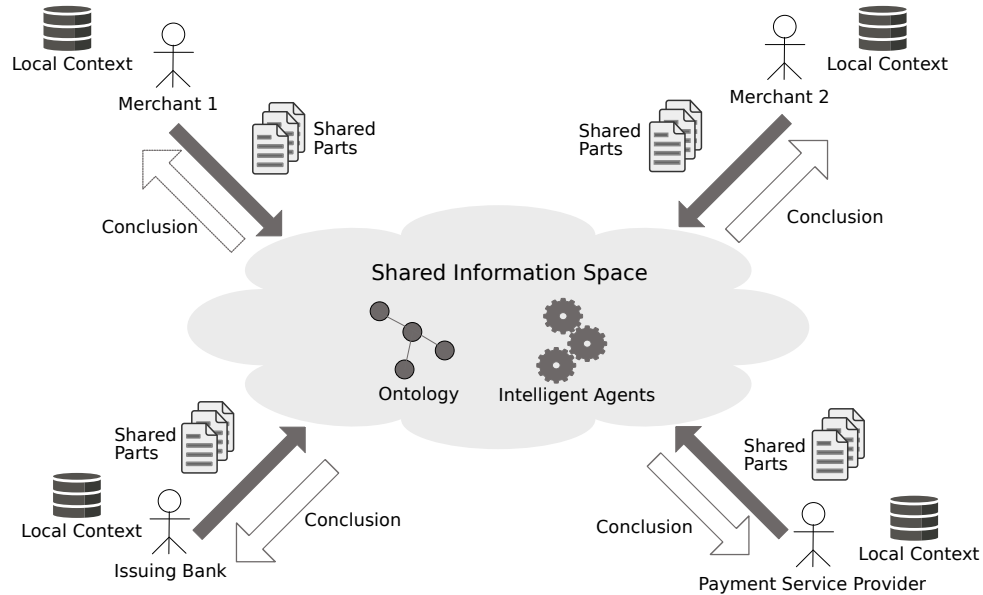 Local Context
Merchant 1
Shared
Parts
Conclusion
Merchant 2
Local Context
Shared
Parts
Conclusion
Shared Information Space
Ontology
Intelligent Agents
Shared
Parts
Local Context
Issuing Bank
Conclusion
Shared
Parts
Conclusion
Local Context
Payment Service Provider